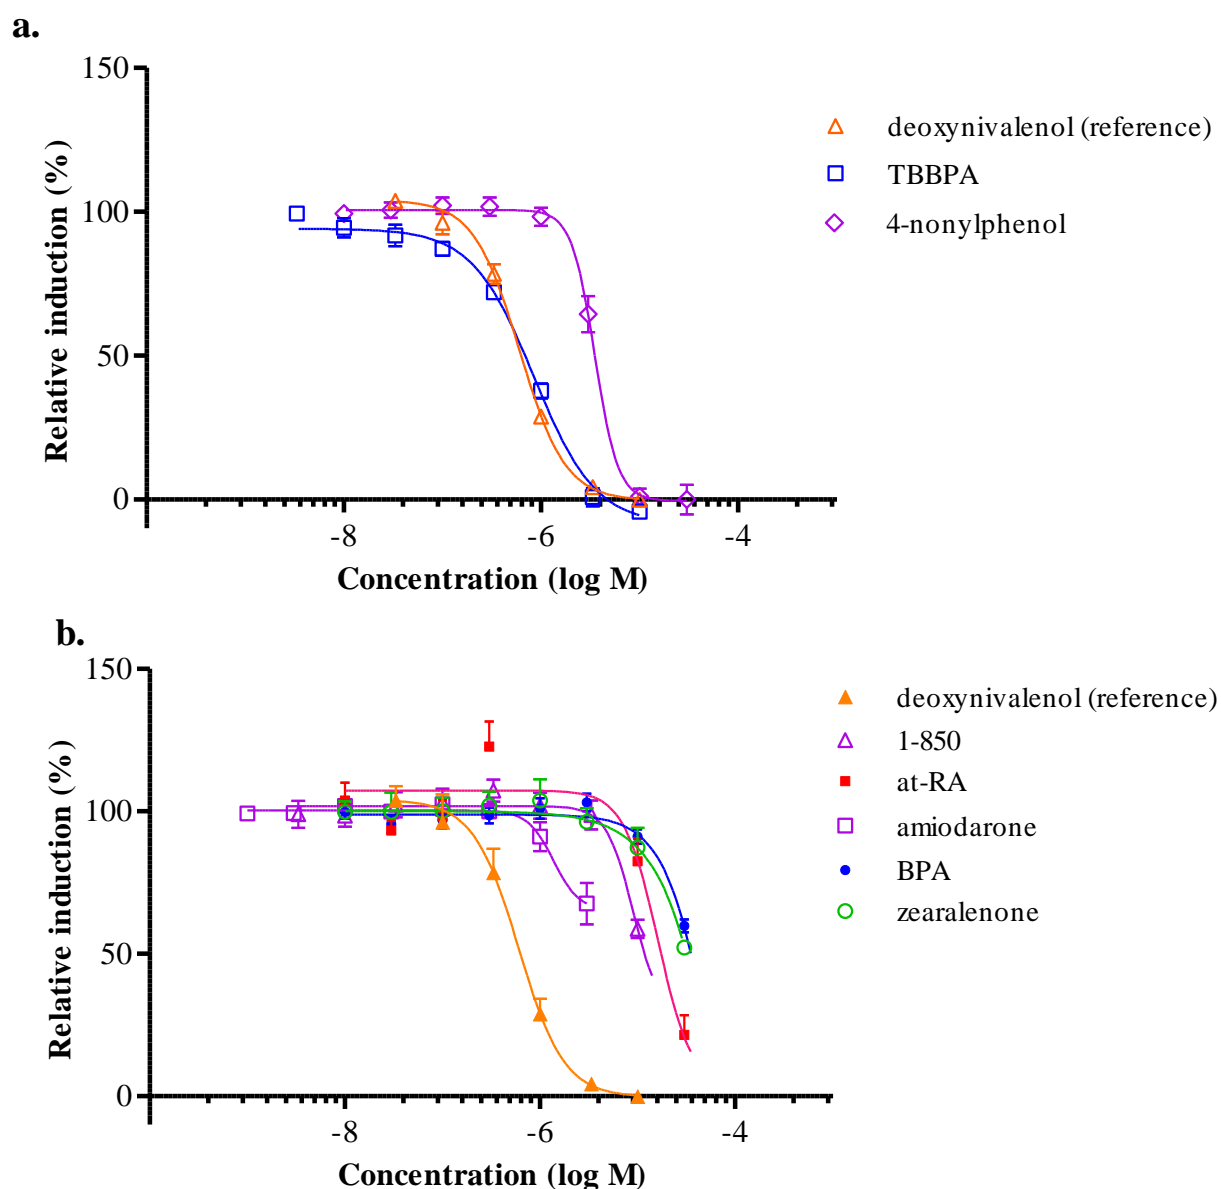 a.
150
100
50
0
Relative induction (%)
-8 -6 -4
Concentration (log M)
deoxynivalenol (reference)
TBBPA
4-nonylphenol
b.
150
100
50
0
Relative induction (%)
-8 -6 -4
Concentration (log M)
deoxynivalenol (reference)
1-850
at-RA
amiodarone
BPA
zearalenone